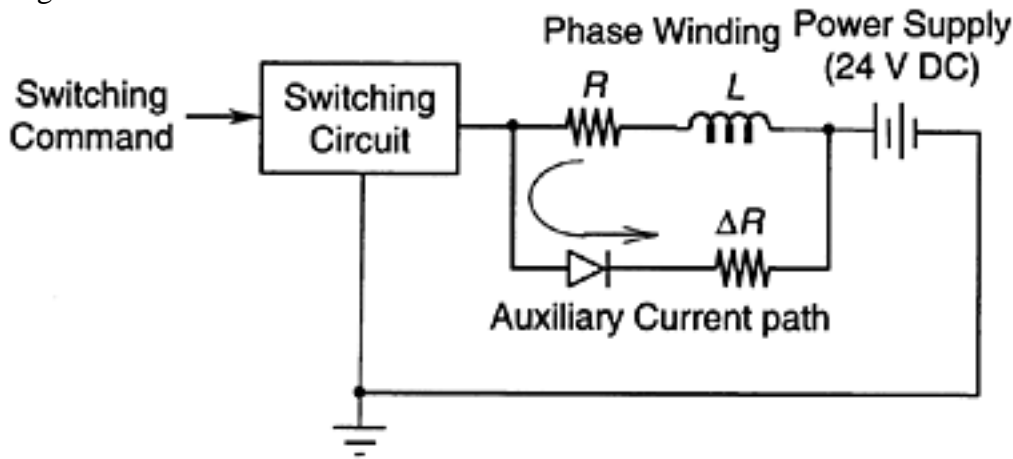 Phase Winding
Power Supply
(24 V DC)
Switching
Command
Switching
Circuit
R
L
ΔR
Auxiliary Current path